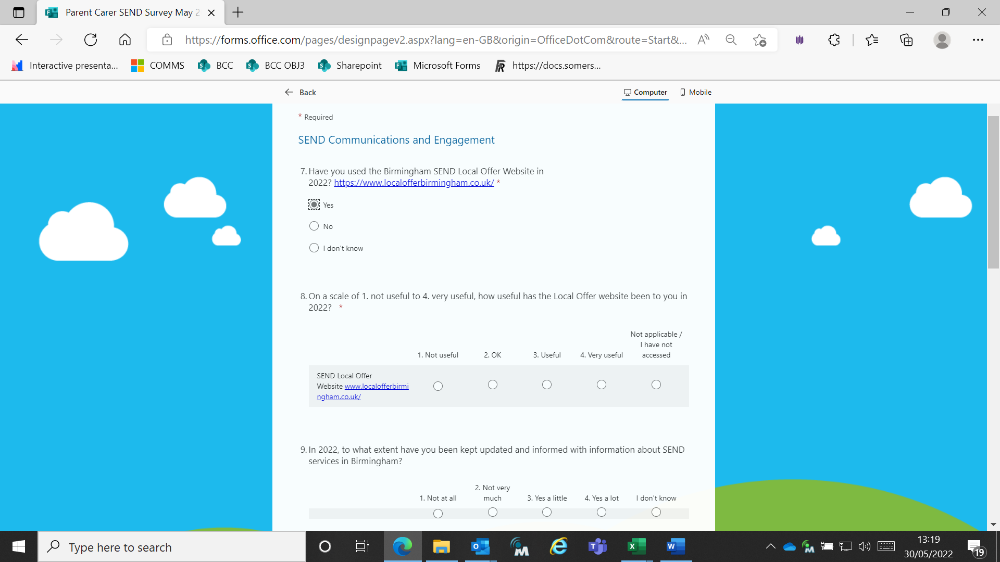 Parent Carer SEND Survey May 2
https://forms.office.com/pages/designpagev2.aspx?lang=en-GB&origin=OfficeDotCom&route=Start&...
Interactive presenta...
COMMS
BCC
BCC OBJ3
Sharepoint
Microsoft Forms
https://docs.somers...
Back
Computer
Mobile
* Required
SEND Communications and Engagement
7. Have you used the Birmingham SEND Local Offer Website in
2022? https://www.localofferbirmingham.co.uk/ *
Yes
No
I don't know
8. On a scale of 1. not useful to 4. very useful, how useful has the Local Offer website been to you in
2022? *
Not applicable /
I have not
1. Not useful 2. OK 3. Useful 4. Very useful accessed
SEND Local Offer
Website www.localofferbirmi
ngham.co.uk/
9. In 2022, to what extent have you been kept updated and informed with information about SEND
services in Birmingham?
2. Not very
1. Not at all much 3. Yes a little 4. Yes a lot I don't know
Type here to search
13:19
30/05/2022
19